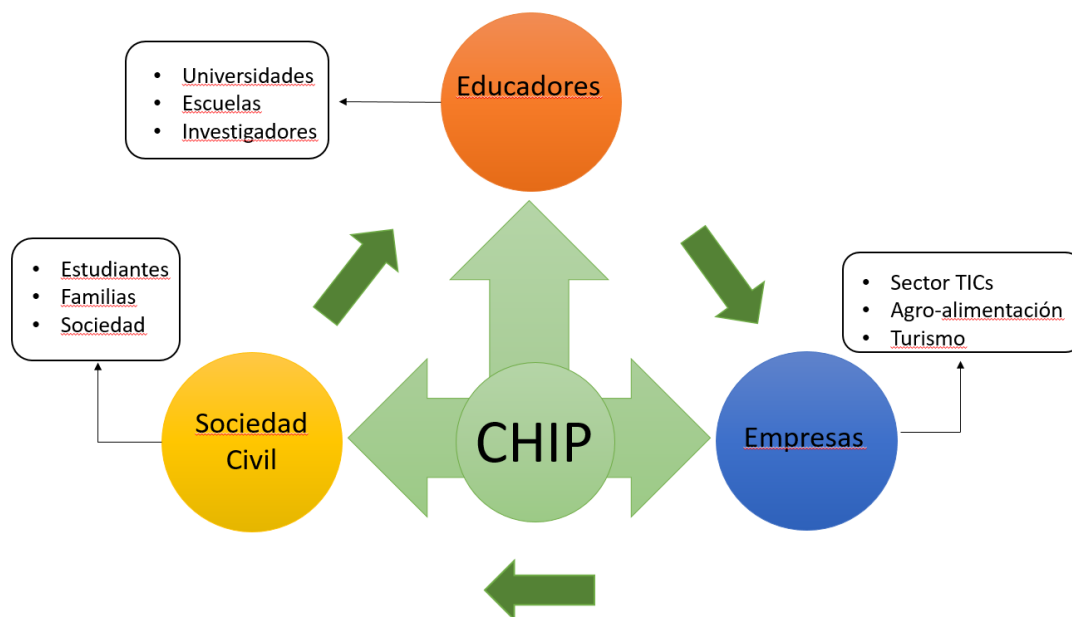 Educadores
• Universidades
• Escuelas
• Investigadores
• Estudiantes
• Familias
• Sociedad
• Sector TICs
• Agro-alimentación
• Turismo
Sociedad
Civil
CHIP
Empresas